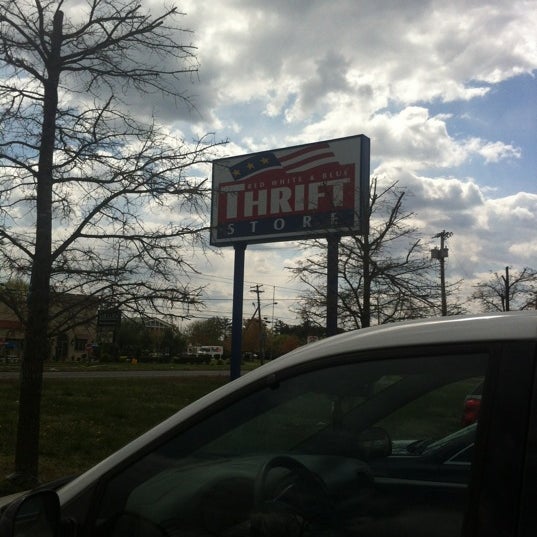 RED WHITE & BLUE
THRIFT
STORE